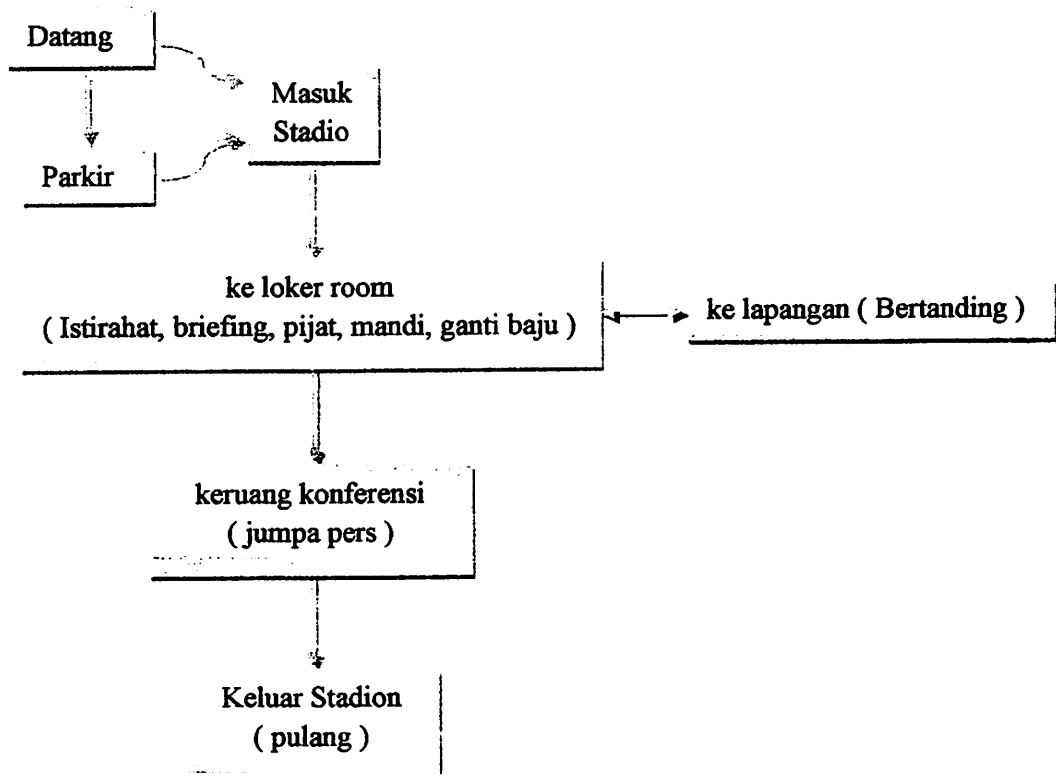 Datang
Masuk
Stadio
Parkir
ke loker room
( Istirahat, briefing, pijat, mandi, ganti baju )
ke lapangan ( Bertanding )
keruang konferensi
( jumpa pers )
Keluar Stadion
( pulang )